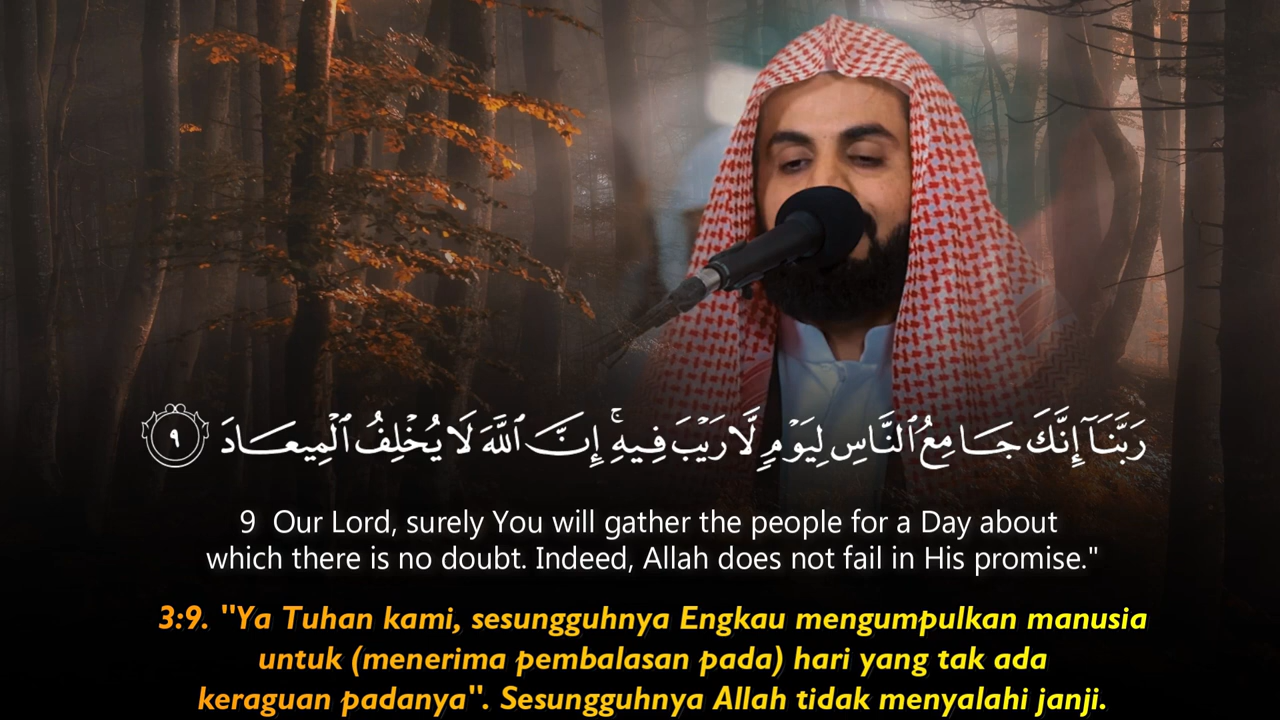 رَبَّنَآ إِنَّكَ جَامِعُ ٱلنَّاسِ لِيَوْمٍ لَّا رَيْبَ فِيهِ ۚ إِنَّ ٱللَّهَ لَا يُخْلِفُ ٱلْمِيعَادَ ٩
9 Our Lord, surely You will gather the people for a Day about
which there is no doubt. Indeed, Allah does not fail in His promise."
3:9. "Ya Tuhan kami, sesungguhnya Engkau mengumpulkan manusia
untuk (menerima pembalasan pada) hari yang tak ada
keraguan padanya". Sesungguhnya Allah tidak menyalahi janji.